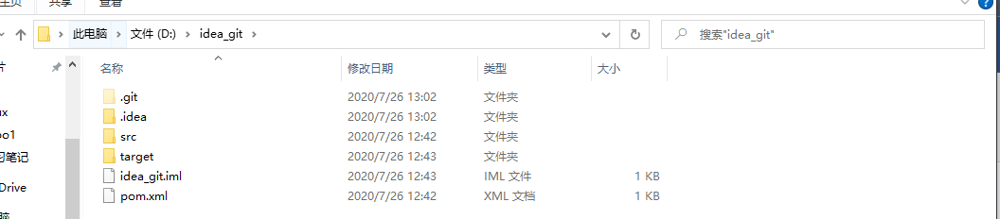 主页 共享 查看
此电脑 文件 (D:) idea_git 搜索"idea_git"
名称 修改日期 类型 大小
.git 2020/7/26 13:02 文件夹
.idea 2020/7/26 13:02 文件夹
src 2020/7/26 12:42 文件夹
target 2020/7/26 12:43 文件夹
idea_git.iml 2020/7/26 12:43 IML 文件 1 KB
pom.xml 2020/7/26 12:42 XML 文档 1 KB
片
ux
oo1
习笔记
Drive
脑